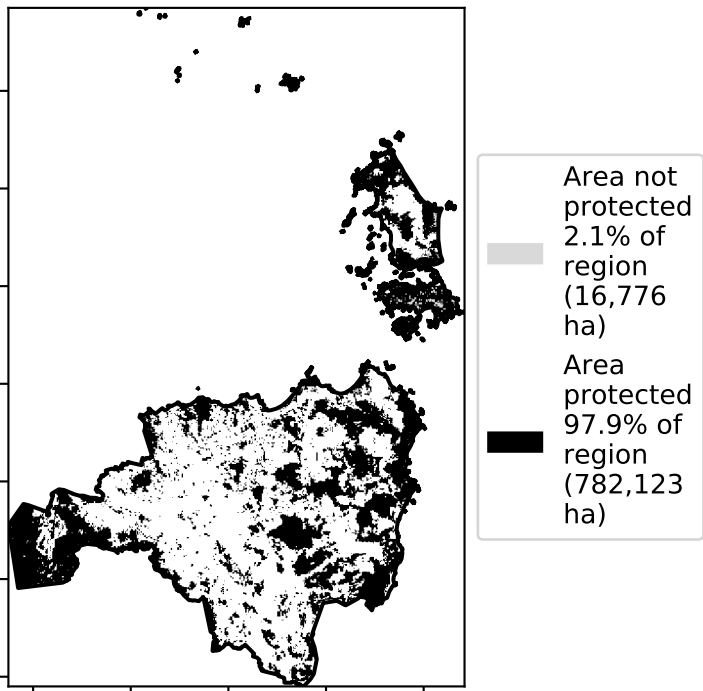 Area not
protected
2.1% of
region
(16,776
ha)
Area
protected
97.9% of
region
(782,123
ha)